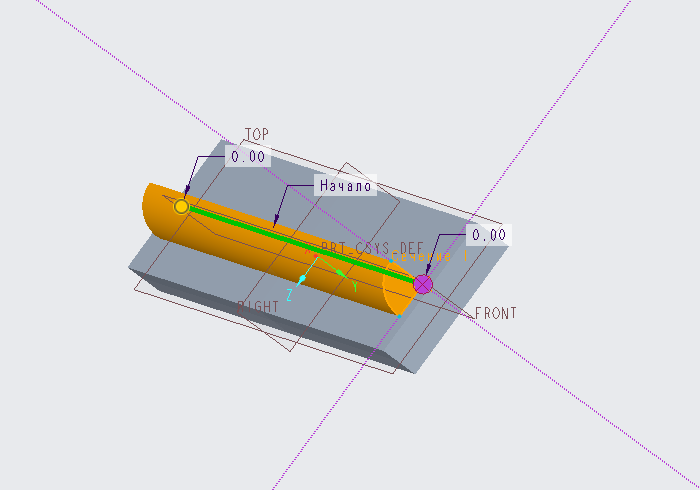 TOP
0.00
Начало
0.00
PRT_CSYS_DEF
Y
Z
RIGHT
FRONT